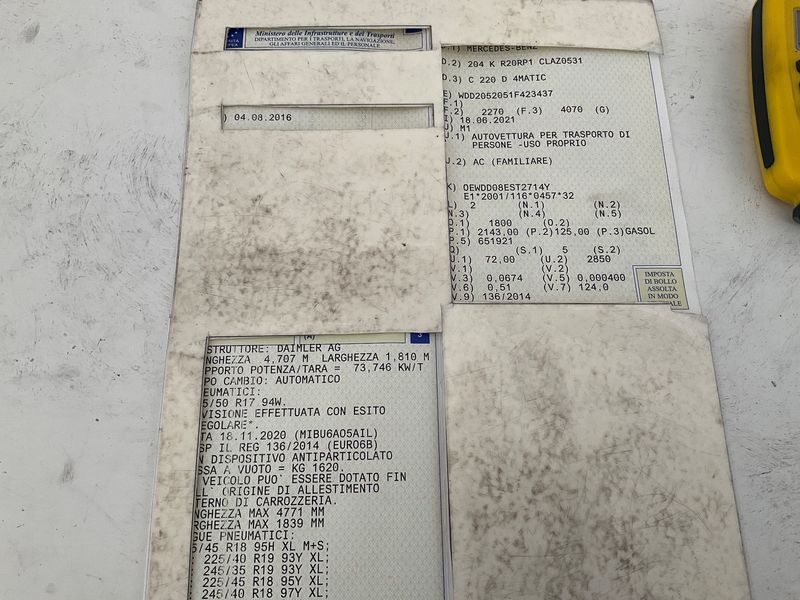 Ministero delle Infrastrutture e dei Trasporti
DIPARTIMENTO PER I TRASPORTI, LA NAVIGAZIONE,
GLI AFFARI GENERALI ED IL PERSONALE
) 04.08.2016
.1) MERCEDES-BENZ
D.2) 204 K R20RP1 CLAZ0531
D.3) C 220 D 4MATIC
E) WDD2052051F423437
F.1)
F.2) 2270 (F.3) 4070 (G)
I) 18.06.2021
J) M1
J.1) AUTOVETTURA PER TRASPORTO DI
PERSONE -USO PROPRIO
J.2) AC (FAMILIARE)
K) OEWDD08EST2714Y
E1*2001/116*0457*32
L) 2 (N.1) (N.2)
N.3) (N.4) (N.5)
O.1) 1800 (O.2)
P.1) 2143,00 (P.2)125,00 (P.3)GASOL
P.5) 651921
Q) (S.1) 5 (S.2)
U.1) 72,00 (U.2) 2850
V.1) (V.2)
V.3) 0,0674 (V.5) 0,000400
V.6) 0,51 (V.7) 124,0
V.9) 136/2014
IMPOSTA
DI BOLLO
ASSOLTA
IN MODO
ALE
(A)
3
STRUTTORE: DAIMLER AG
NGHEZZA 4,707 M LARGHEZZA 1,810 M
PPORTO POTENZA/TARA = 73,746 KW/T
PO CAMBIO: AUTOMATICO
EUMATICI:
5/50 R17 94W.
VISIONE EFFETTUATA CON ESITO
EGOLARE*.
TA 18.11.2020 (MIBU6A05AIL)
SP IL REG 136/2014 (EURO6B)
N DISPOSITIVO ANTIPARTICOLATO
SSA A VUOTO = KG 1620.
VEICOLO PUO` ESSERE DOTATO FIN
LL` ORIGINE DI ALLESTIMENTO
TERNO DI CARROZZERIA.
NGHEZZA MAX 4771 MM
RGHEZZA MAX 1839 MM
GUE PNEUMATICI:
5/45 R18 95H XL M+S;
225/40 R19 93Y XL;
245/35 R19 93Y XL;
225/45 R18 95Y XL;
245/40 R18 97Y XL;